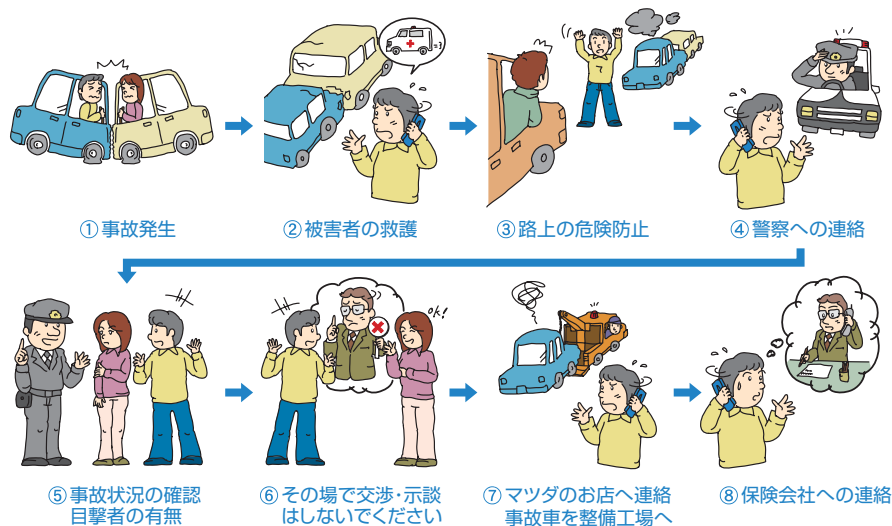 ①事故発生
②被害者の救護
③路上の危険防止
④警察への連絡
ok!
⑤事故状況の確認
目撃者の有無
⑥その場で交渉・示談
はしないでください
⑦マツダのお店へ連絡
事故車を整備工場へ
⑧保険会社への連絡